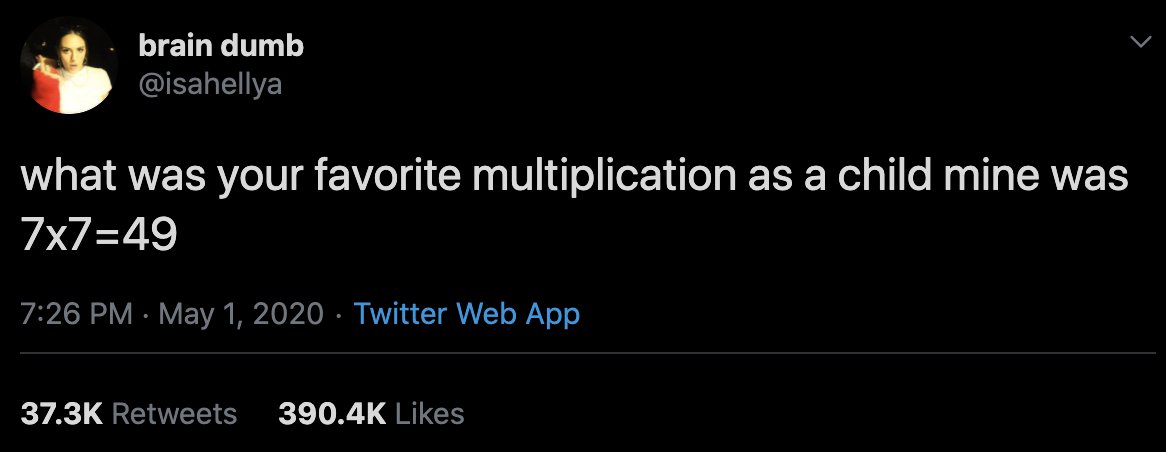 brain dumb
@isahellya
what was your favorite multiplication as a child mine was
7x7=49
7:26 PM · May 1, 2020 · Twitter Web App
37.3K Retweets 390.4K Likes